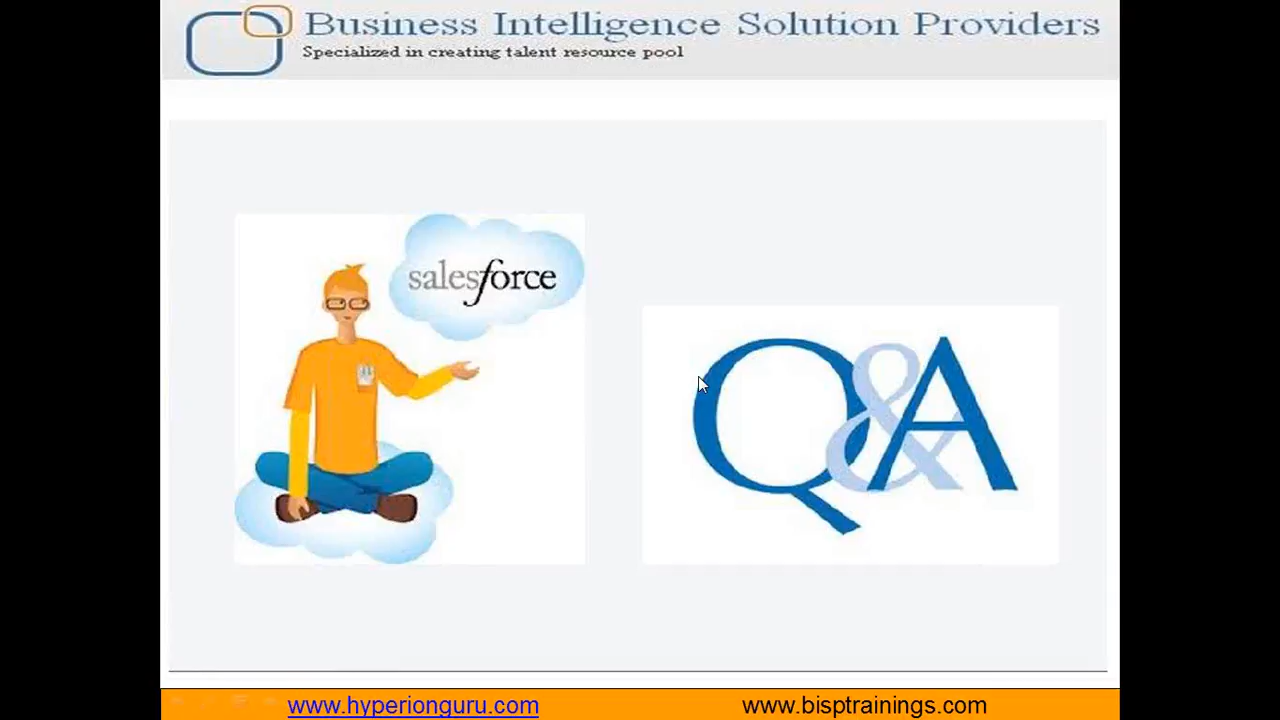 Business Intelligence Solution Providers
Specialized in creating talent resource pool
salesforce
Q&A
www.hyperionguru.com
www.bisptrainings.com